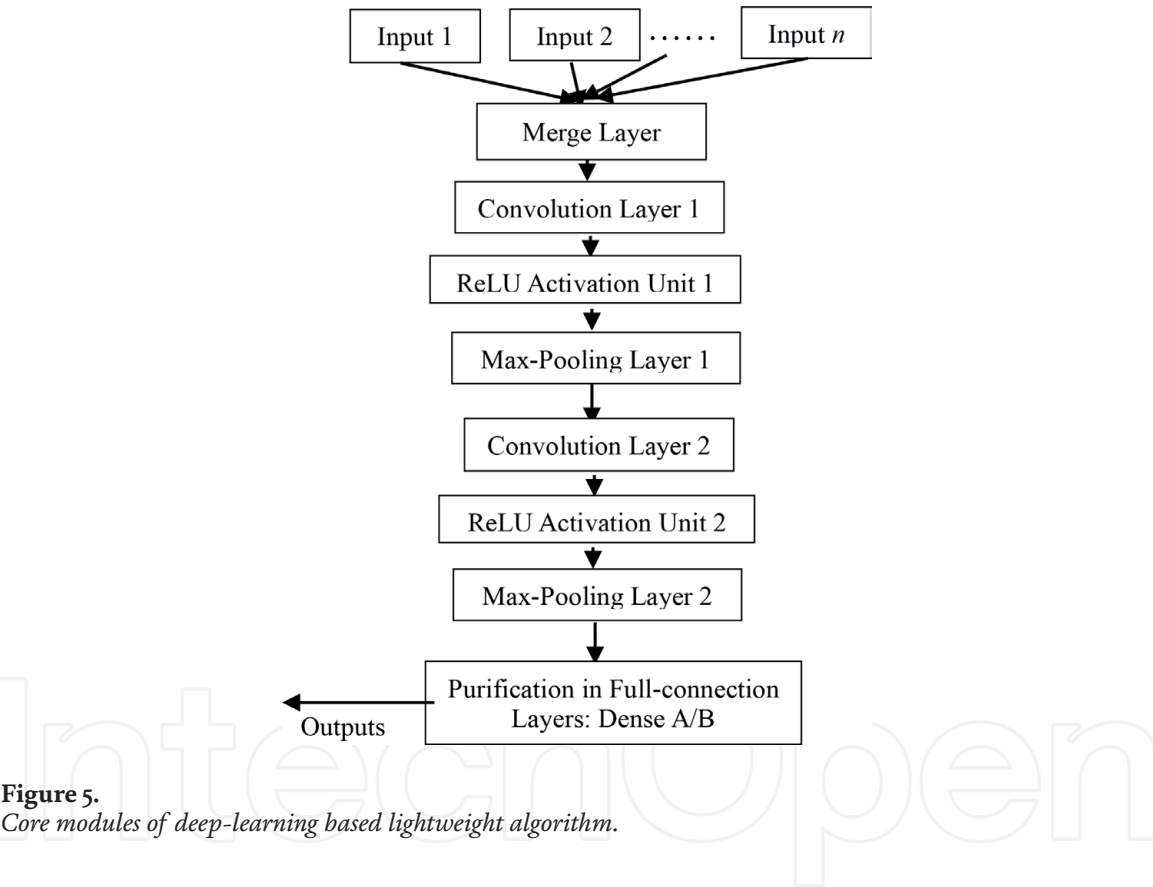 Input 1 Input 2 ...... Input n
Merge Layer
Convolution Layer 1
ReLU Activation Unit 1
Max-Pooling Layer 1
Convolution Layer 2
ReLU Activation Unit 2
Max-Pooling Layer 2
Purification in Full-connection
Layers: Dense A/B
Outputs
IntechOpen
Figure 5.
Core modules of deep-learning based lightweight algorithm.